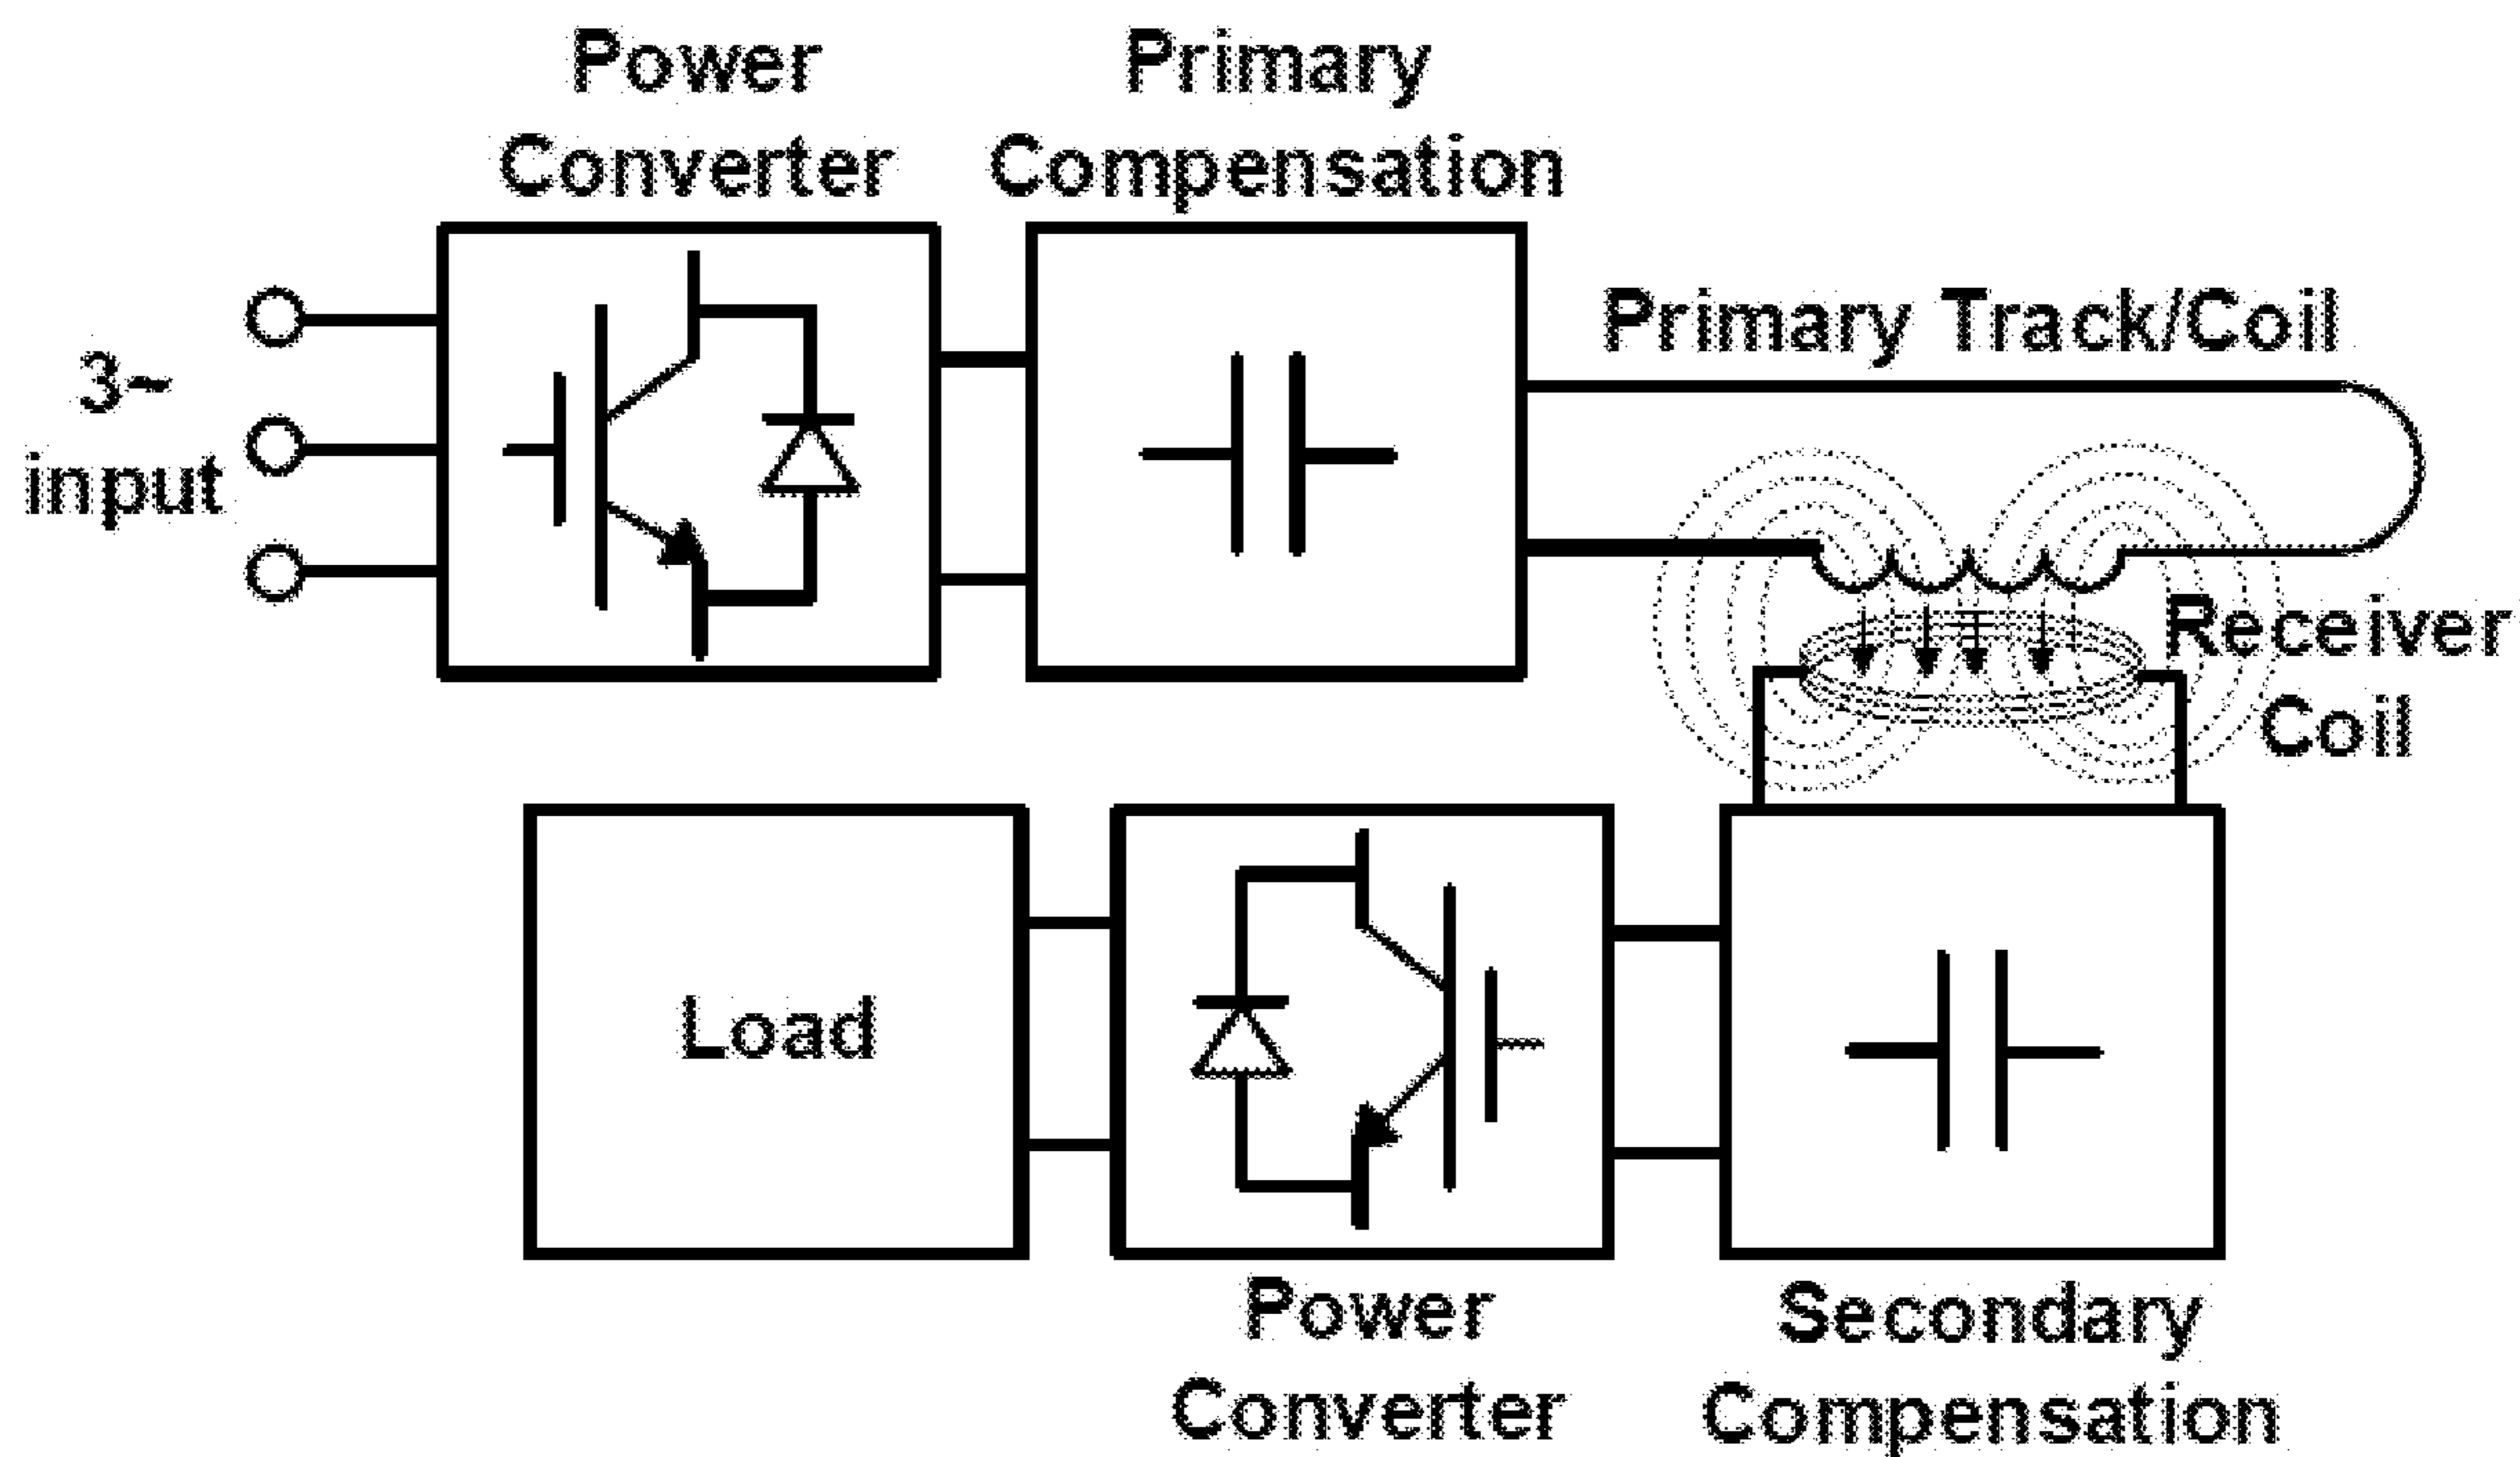 Power
Converter
Primary
Compensation
3~
input
Primary Track/Coil
Receiver
Coil
Load
Power
Converter
Secondary
Compensation